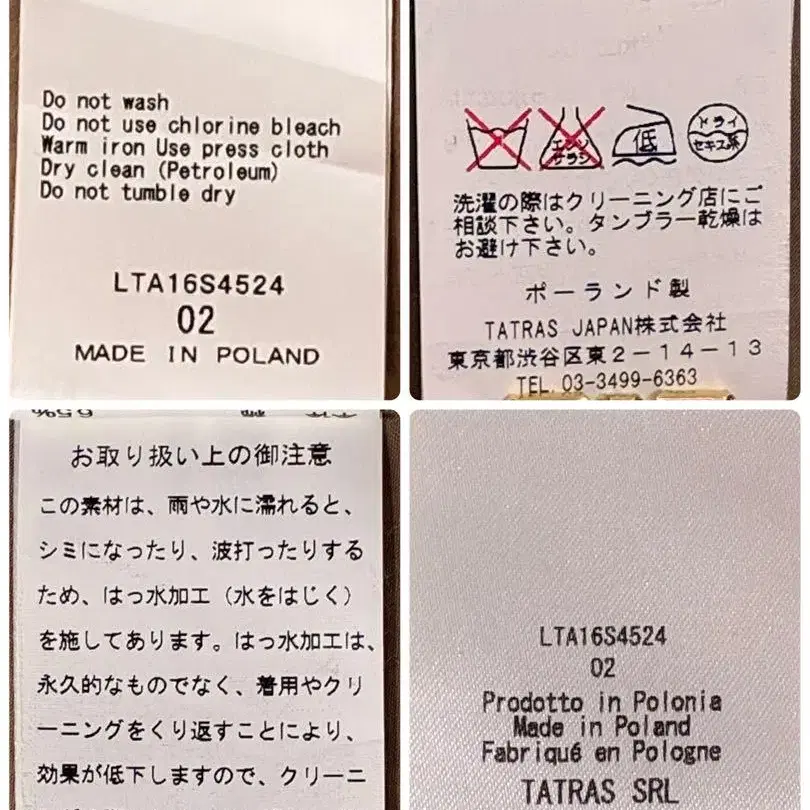 Do not wash
Do not use chlorine bleach
Warm iron Use press cloth
Dry clean (Petroleum)
Do not tumble dry
LTA16S4524
02
MADE IN POLAND
エンソ
サラシ
低
ドライ
セキユ系
洗濯の際はクリーニング店にご
相談下さい。タンブラー乾燥は
お避け下さい。
ポーランド製
TATRAS JAPAN株式会社
東京都渋谷区東2-14-13
TEL.03-3499-6363
お取り扱い上の御注意
この素材は、雨や水に濡れると、
シミになったり、波打ったりする
ため、はっ水加工（水をはじく）
を施してあります。はっ水加工は、
永久的なものでなく、着用やクリ
ーニングをくり返すことにより、
効果が低下しますので、クリーニ
LTA16S4524
02
Prodotto in Polonia
Made in Poland
Fabriqué en Pologne
TATRAS SRL